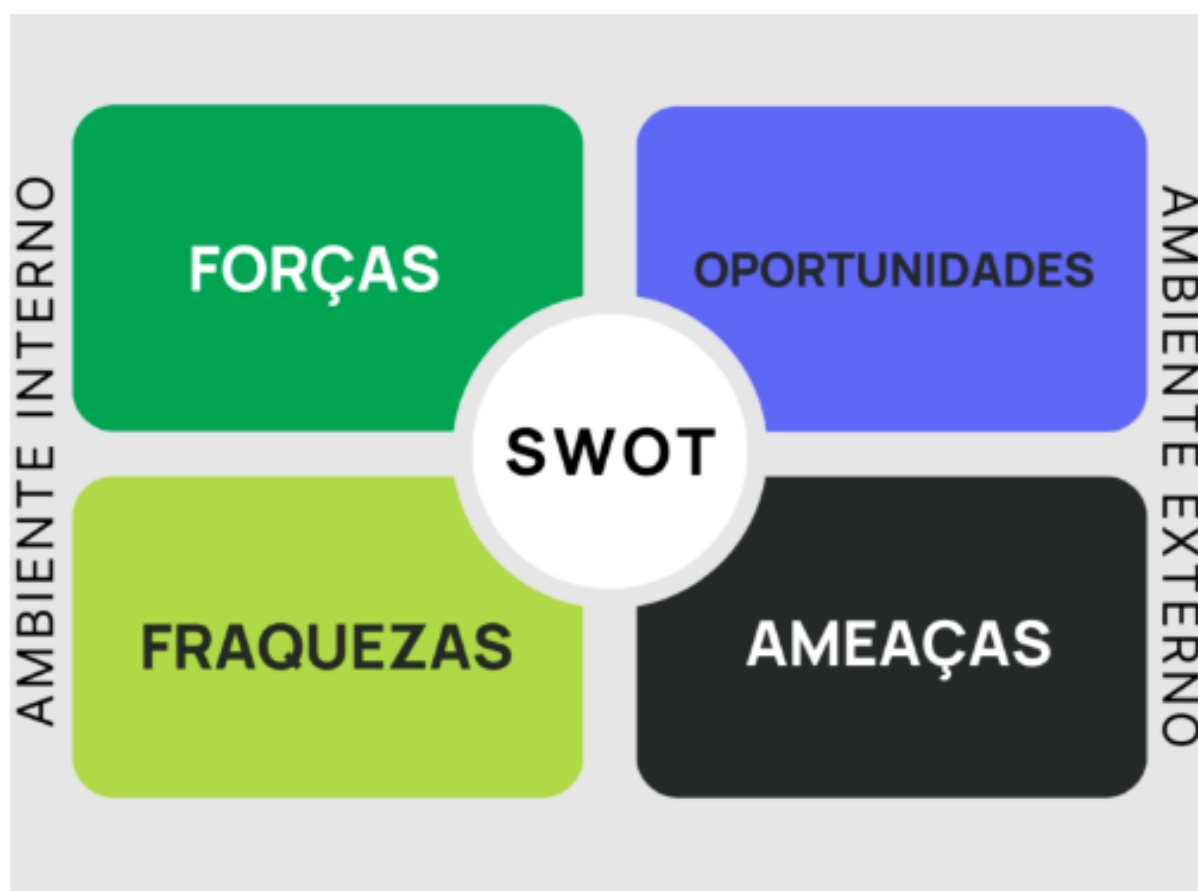 AMBIENTE INTERNO
FORÇAS
OPORTUNIDADES
SWOT
FRAQUEZAS
AMEAÇAS
AMBIENTE EXTERNO